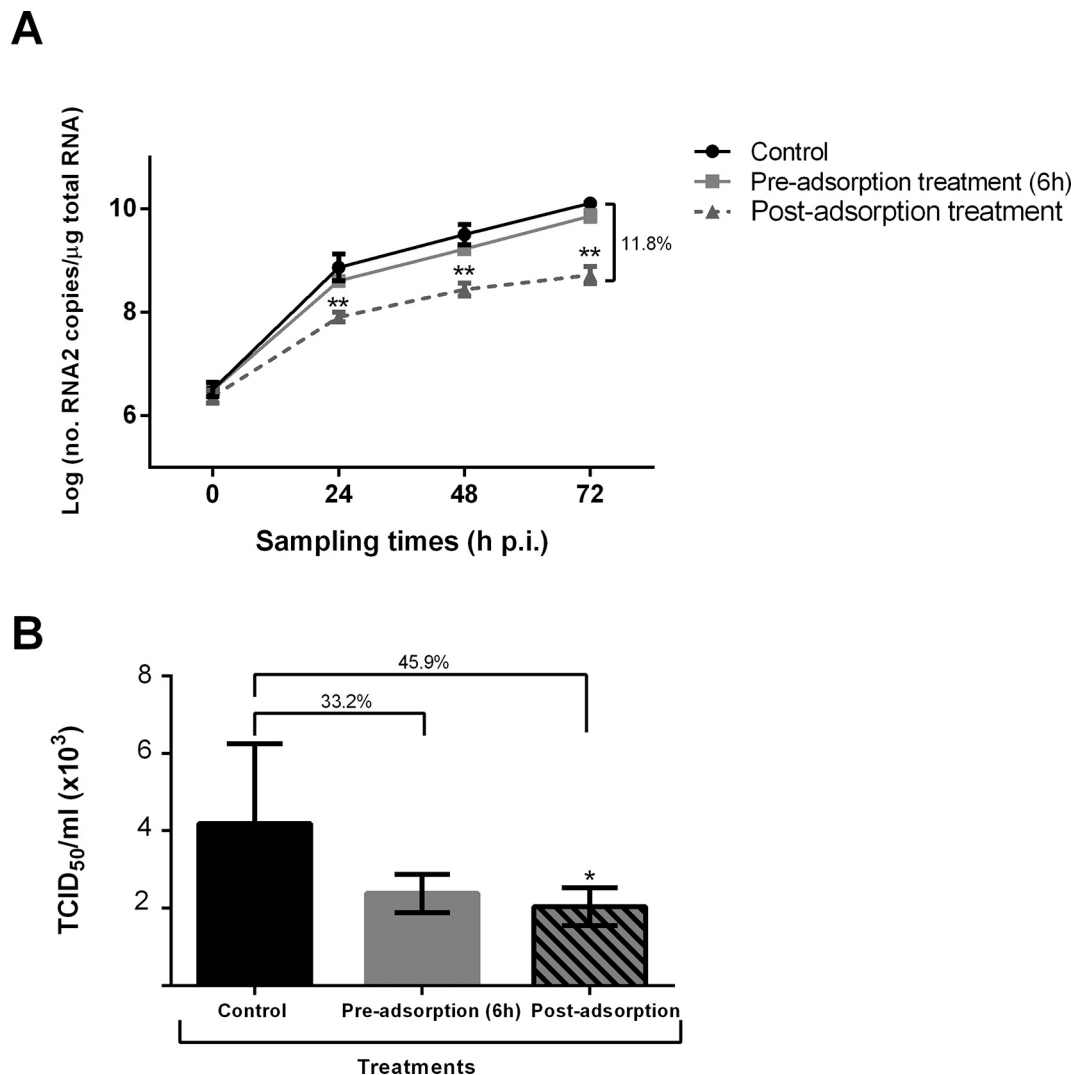 A
Log (no. RNA2 copies/µg total RNA)
10
8
6
0 24 48 72
Sampling times (h p.i.)
Control
Pre-adsorption treatment (6h)
Post-adsorption treatment
11.8%
**
**
**
B
TCID50/ml (x10³)
8
6
4
2
45.9%
33.2%
*
Control Pre-adsorption (6h) Post-adsorption
Treatments